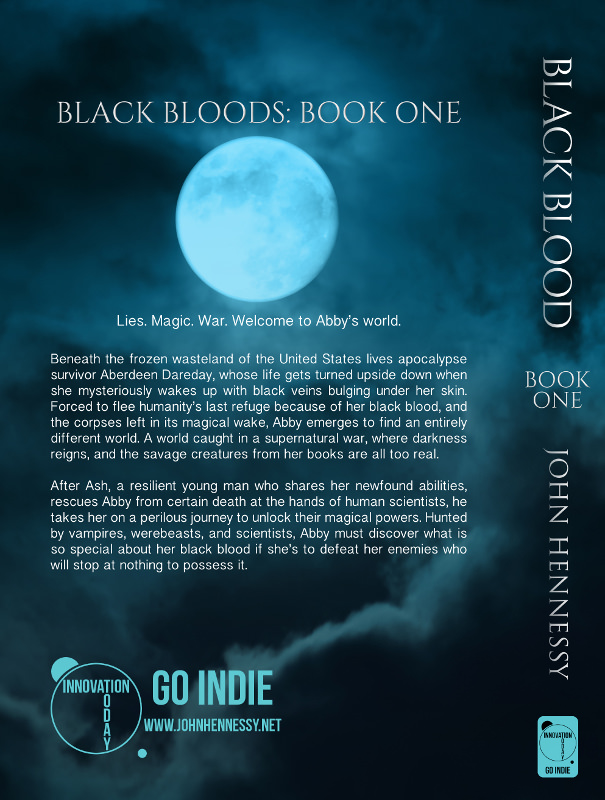 BLACK BLOODS: BOOK ONE
Lies. Magic. War. Welcome to Abby's world.
Beneath the frozen wasteland of the United States lives apocalypse
survivor Aberdeen Dareday, whose life gets turned upside down when
she mysteriously wakes up with black veins bulging under her skin.
Forced to flee humanity's last refuge because of her black blood, and
the corpses left in its magical wake, Abby emerges to find an entirely
different world. A world caught in a supernatural war, where darkness
reigns, and the savage creatures from her books are all too real.
After Ash, a resilient young man who shares her newfound abilities,
rescues Abby from certain death at the hands of human scientists, he
takes her on a perilous journey to unlock their magical powers. Hunted
by vampires, werebeasts, and scientists, Abby must discover what is
so special about her black blood if she's to defeat her enemies who
will stop at nothing to possess it.
INNOVATION
TODAY
GO INDIE
WWW.JOHNHENNESSY.NET
BLACK BLOOD
BOOK
ONE
JOHN HENNESSY
INNOVATION
TODAY
GO INDIE